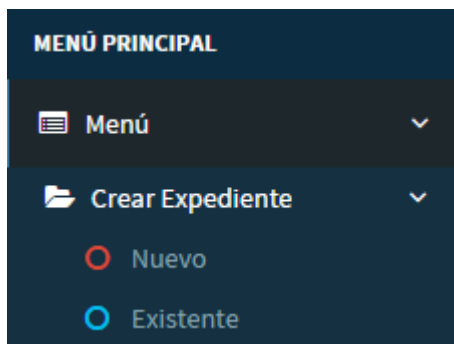 MENÚ PRINCIPAL
Menú
Crear Expediente
Nuevo
Existente